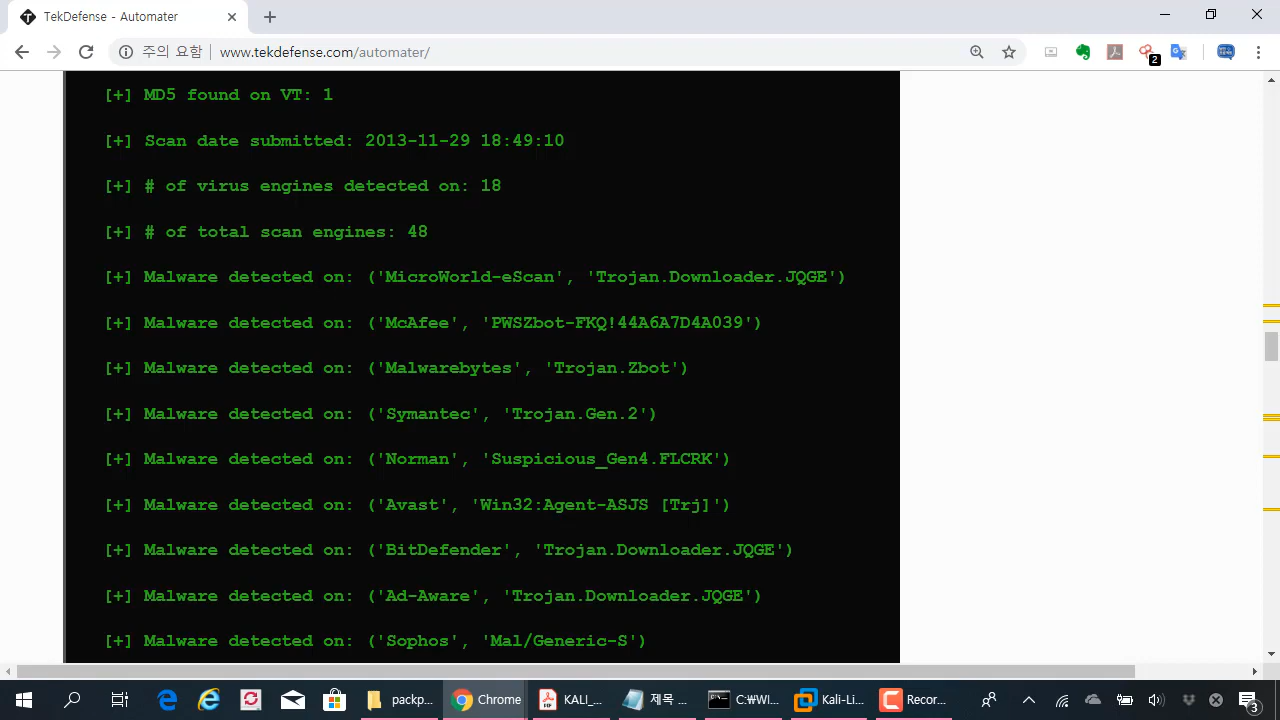 TekDefense - Automater
주의 요함 www.tekdefense.com/automater/
2
[+] MD5 found on VT: 1
[+] Scan date submitted: 2013-11-29 18:49:10
[+] # of virus engines detected on: 18
[+] # of total scan engines: 48
[+] Malware detected on: ('MicroWorld-eScan', 'Trojan.Downloader.JQGE')
[+] Malware detected on: ('McAfee', 'PWSZbot-FKQ!44A6A7D4A039')
[+] Malware detected on: ('Malwarebytes', 'Trojan.Zbot')
[+] Malware detected on: ('Symantec', 'Trojan.Gen.2')
[+] Malware detected on: ('Norman', 'Suspicious_Gen4.FLCRK')
[+] Malware detected on: ('Avast', 'Win32:Agent-ASJS [Trj]')
[+] Malware detected on: ('BitDefender', 'Trojan.Downloader.JQGE')
[+] Malware detected on: ('Ad-Aware', 'Trojan.Downloader.JQGE')
[+] Malware detected on: ('Sophos', 'Mal/Generic-S')
packp... Chrome KALI_... 제목 ... C:₩WI... Kali-Li... Recor... 3